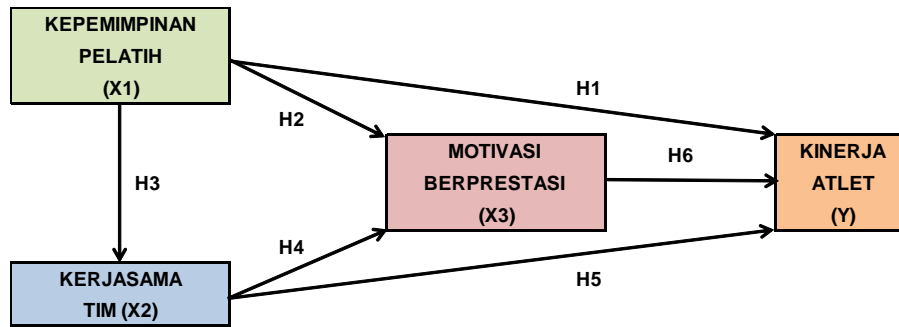 KEPEMIMPINAN
PELATIH
(X1)
H1
H2
MOTIVASI
BERPRESTASI
(X3)
H6
KINERJA
ATLET
(Y)
H3
H4
H5
KERJASAMA
TIM (X2)